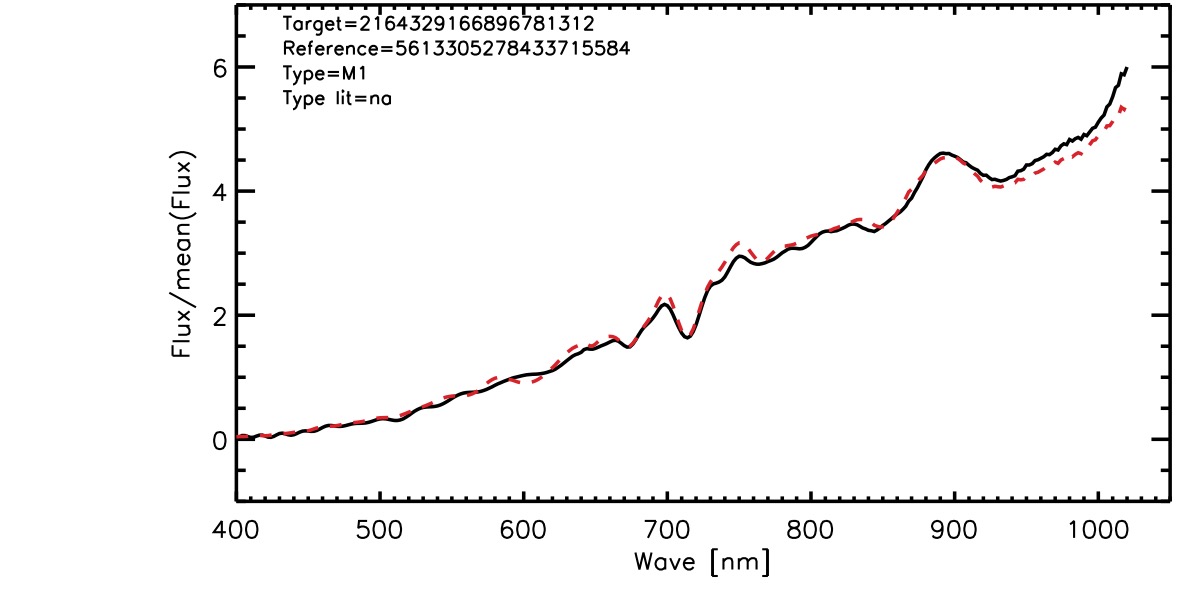 Target=2164329166896781312
Reference=5613305278433715584
Type=M1
Type lit=na
6
4
2
0
Flux/mean(Flux)
400 500 600 700 800 900 1000
Wave [nm]